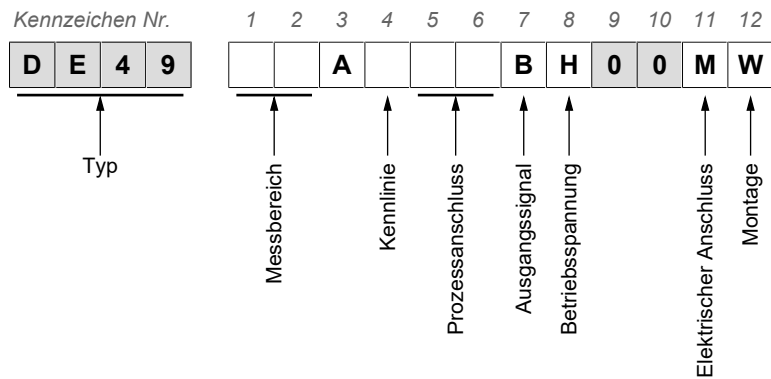 Kennzeichen Nr. 1 2 3 4 5 6 7 8 9 10 11 12
D E 4 9 A B H 0 0 M W
Typ
Messbereich
Kennlinie
Prozessanschluss
Ausgangssignal
Betriebsspannung
Elektrischer Anschluss
Montage